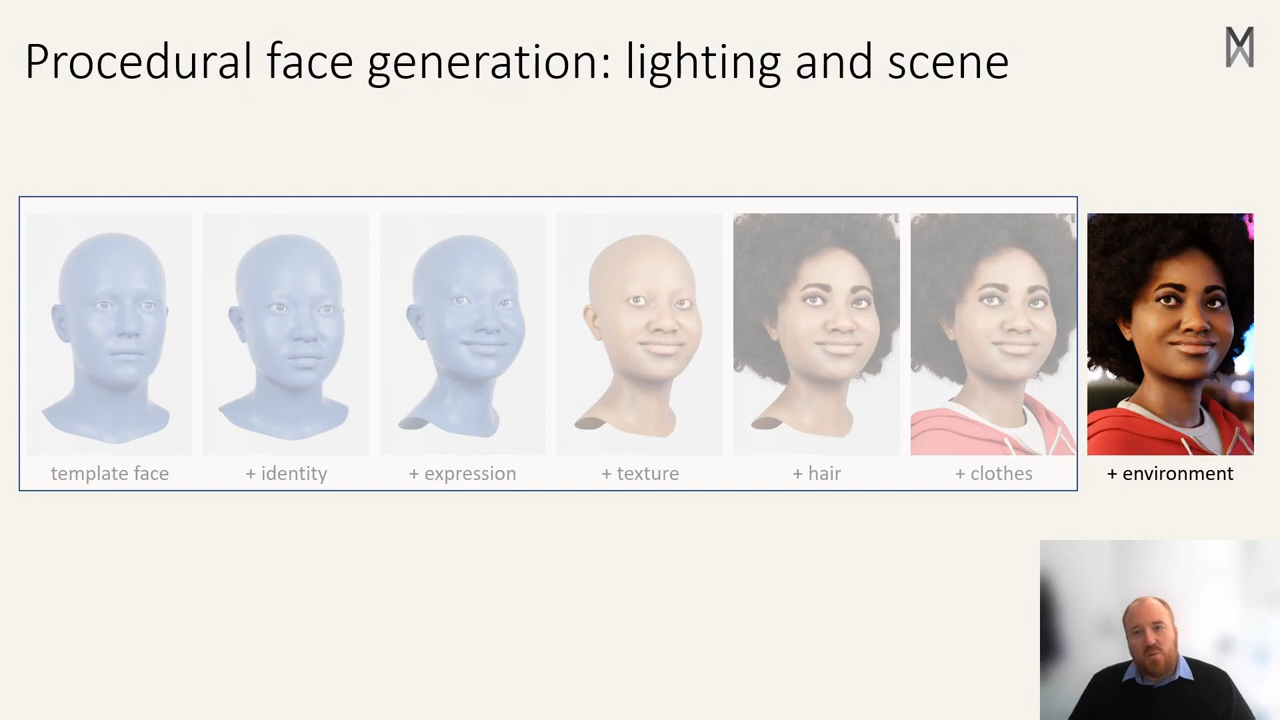 Procedural face generation: lighting and scene
template face
+ identity
+ expression
+ texture
+ hair
+ clothes
+ environment